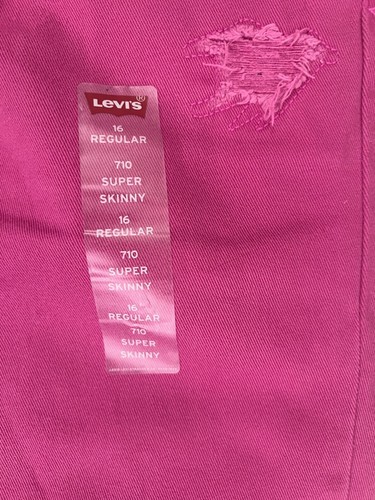 Levi's
16
REGULAR
710
SUPER
SKINNY
16
REGULAR
710
SUPER
SKINNY
16
REGULAR
710
SUPER
SKINNY